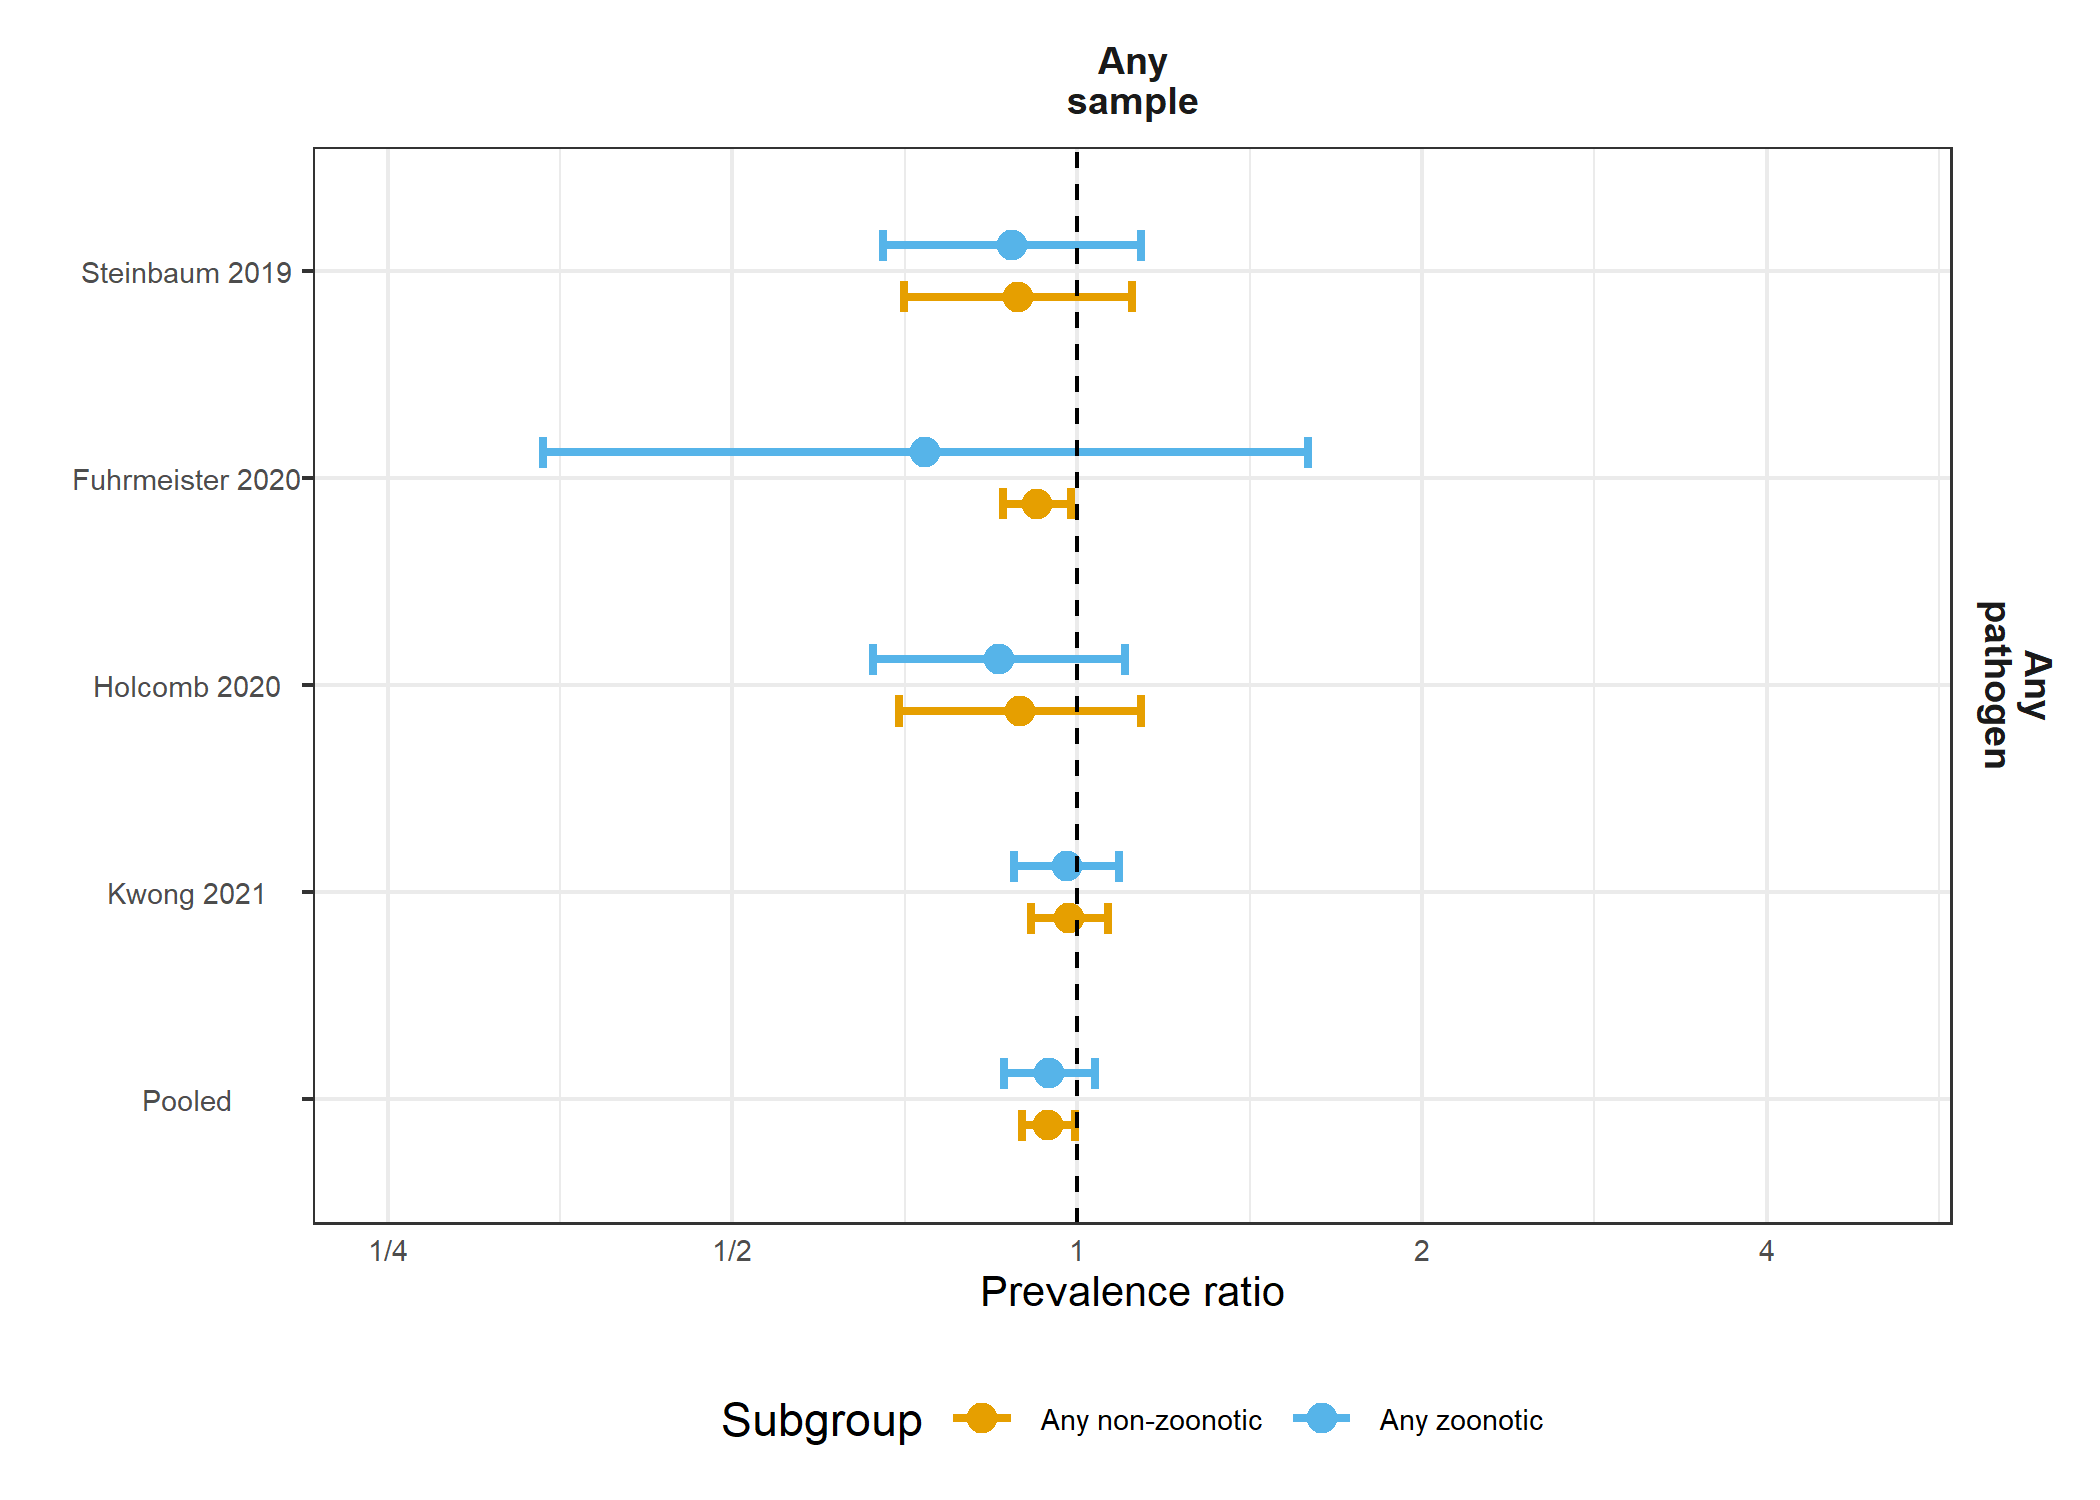 Any
sample
Steinbaum 2019
Fuhrmeister 2020
Holcomb 2020
Kwong 2021
Pooled
Any
pathogen
1/4
1/2
1
2
4
Prevalence ratio
Subgroup
Any non-zoonotic
Any zoonotic